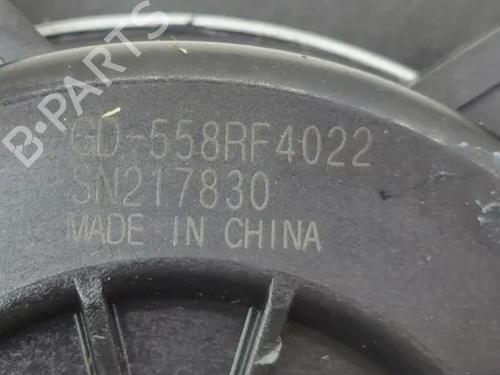 B-PARTS
GD-558RF4022
SN217830
MADE IN CHINA